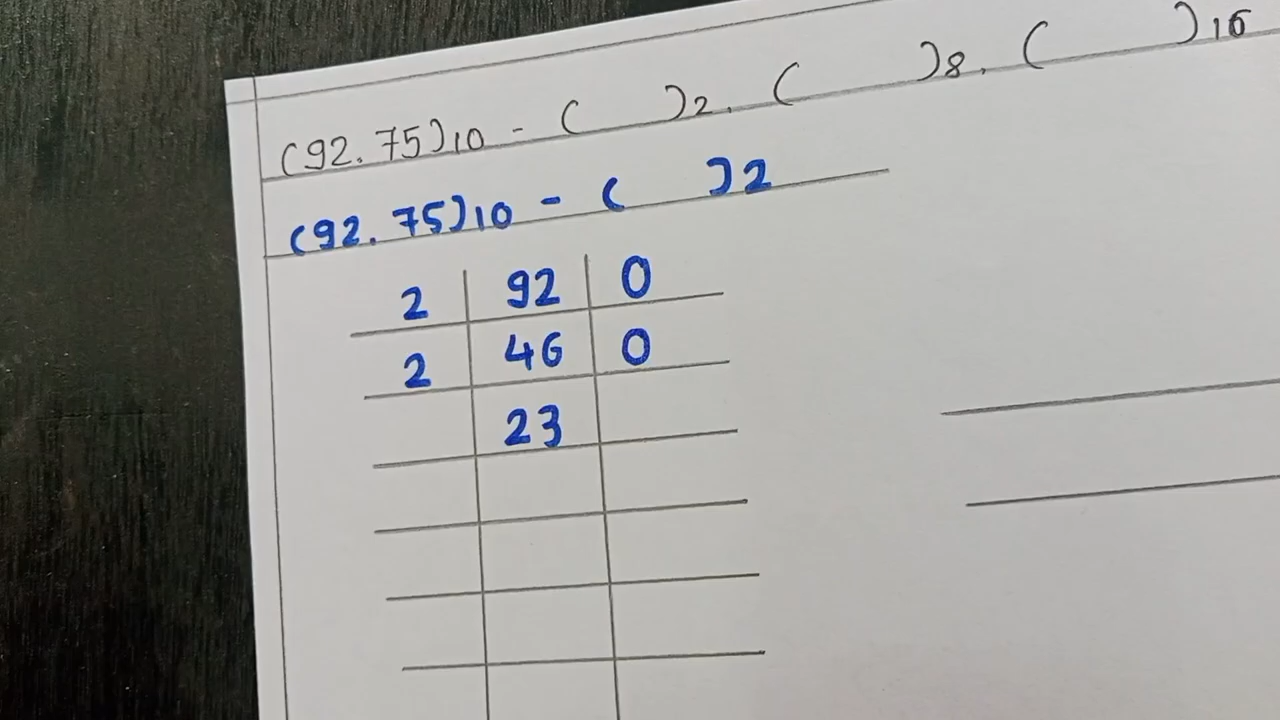 (92.75)10 - ( )2. ( )8. ( )16
(92.75)10 - ( )2
2 92 0
2 46 0
23